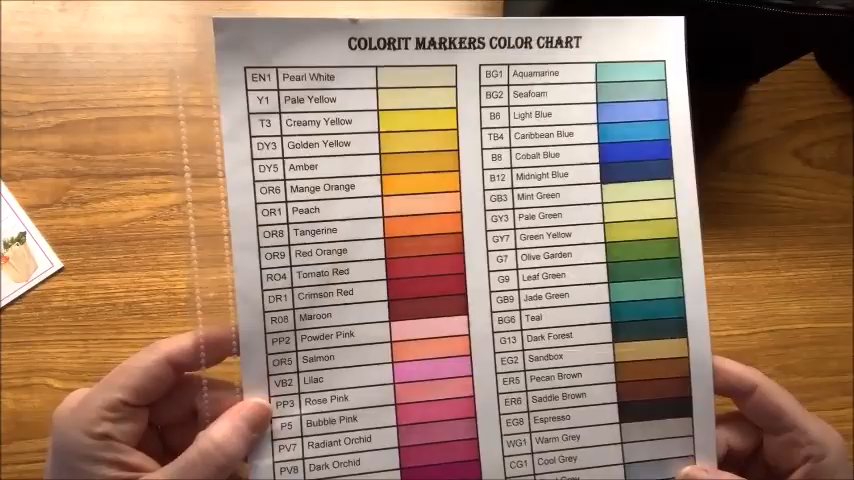 COLORIT MARKERS COLOR CHART
EN1 Pearl White
Y1 Pale Yellow
T3 Creamy Yellow
DY3 Golden Yellow
DY5 Amber
OR6 Mange Orange
OR1 Peach
OR8 Tangerine
OR9 Red Orange
RO4 Tomato Red
DR1 Crimson Red
R08 Maroon
PP2 Powder Pink
OR5 Salmon
VB2 Lilac
PP3 Rose Pink
P5 Bubble Pink
PV7 Radiant Orchid
PV8 Dark Orchid
BG1 Aquamarine
BG2 Seafoam
B6 Light Blue
TB4 Caribbean Blue
B8 Cobalt Blue
B12 Midnight Blue
GB3 Mint Green
GY3 Pale Green
GY7 Green Yellow
G7 Olive Garden
G9 Leaf Green
GB9 Jade Green
BG6 Teal
G13 Dark Forest
EG2 Sandbox
ER5 Pecan Brown
ER9 Saddle Brown
EG8 Espresso
WG1 Warm Grey
CG1 Cool Grey